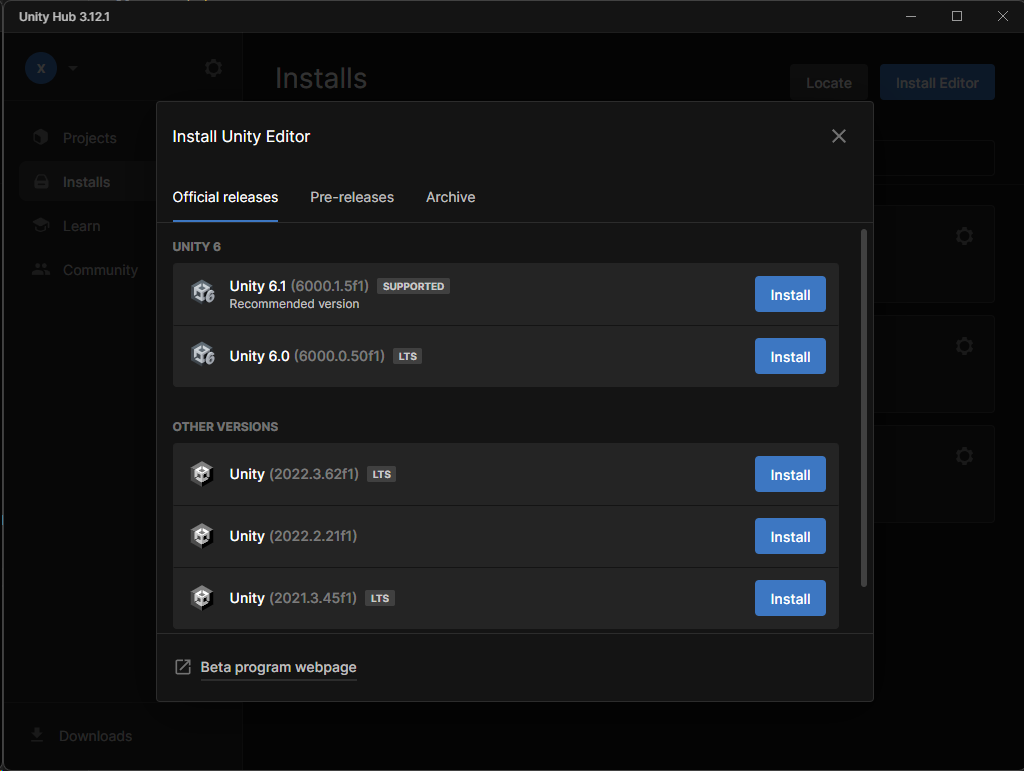 Unity Hub 3.12.1
X
Installs
Locate
Install Editor
Projects
Installs
Learn
Community
Downloads
Install Unity Editor
Official releases
Pre-releases
Archive
UNITY 6
Unity 6.1 (6000.1.5f1) SUPPORTED
Recommended version
Install
Unity 6.0 (6000.0.50f1) LTS
Install
OTHER VERSIONS
Unity (2022.3.62f1) LTS
Install
Unity (2022.2.21f1)
Install
Unity (2021.3.45f1) LTS
Install
Beta program webpage